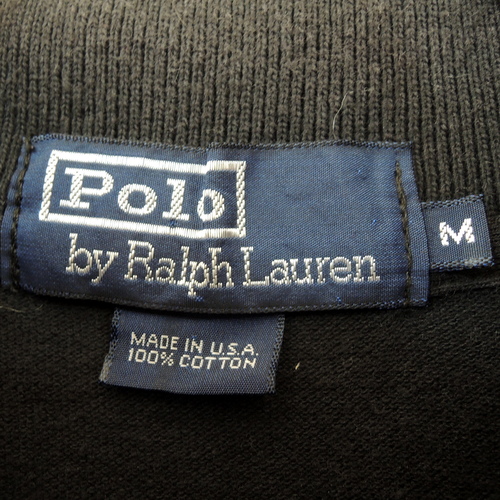 Polo
by Ralph Lauren
M
MADE IN U.S.A.
100% COTTON